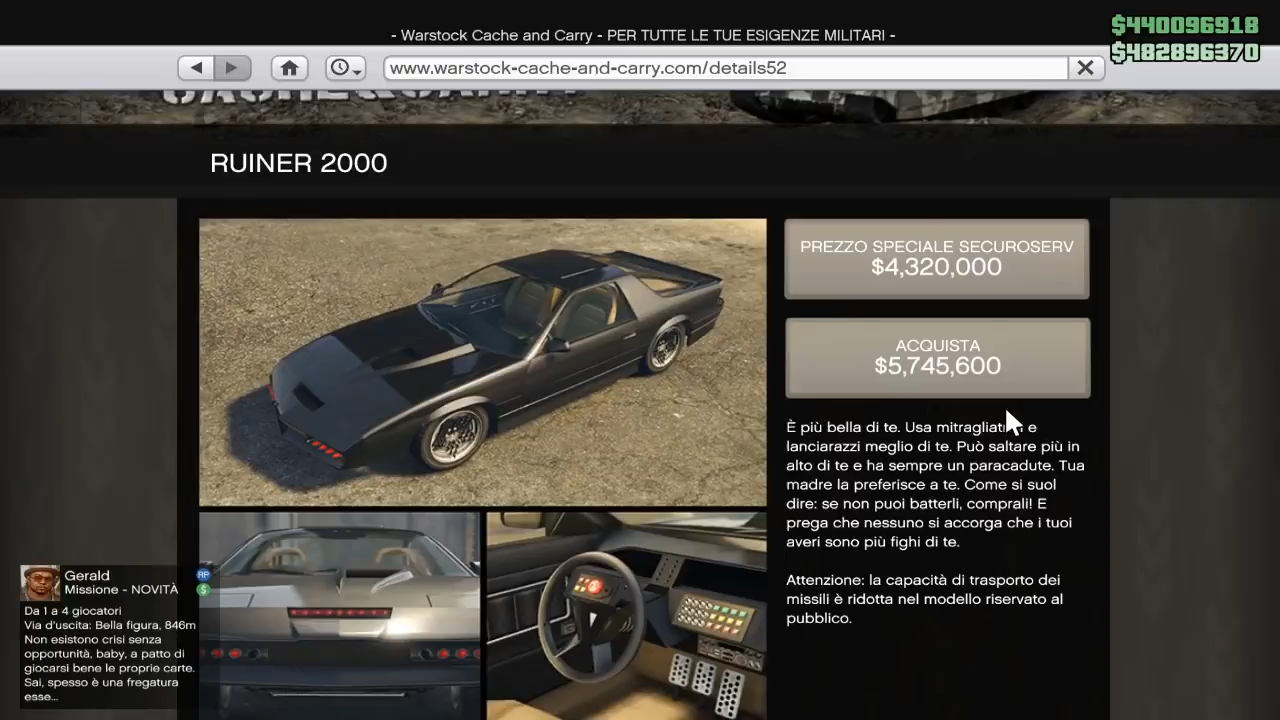 - Warstock Cache and Carry - PER TUTTE LE TUE ESIGENZE MILITARI -
$440096918
$482896370
www.warstock-cache-and-carry.com/details52
RUINER 2000
PREZZO SPECIALE SECUROSERV
$4,320,000
ACQUISTA
$5,745,600
È più bella di te. Usa e
lanciarazzi meglio di te. Può saltare più in
alto di te e ha sempre un paracadute. Tua
madre la preferisce a te. Come si suol
dire: se non puoi batterli, comprali! E
prega che nessuno si accorga che i tuoi
averi sono più fighi di te.
Attenzione: la capacità di trasporto dei
missili è ridotta nel modello riservato al
pubblico.
Gerald
Missione - NOVITÀ
RP
$
Da 1 a 4 giocatori
Via d'uscita: Bella figura, 846m
Non esistono crisi senza
opportunità, baby, a patto di
giocarsi bene le proprie carte.
Sai, spesso è una fregatura
esse...